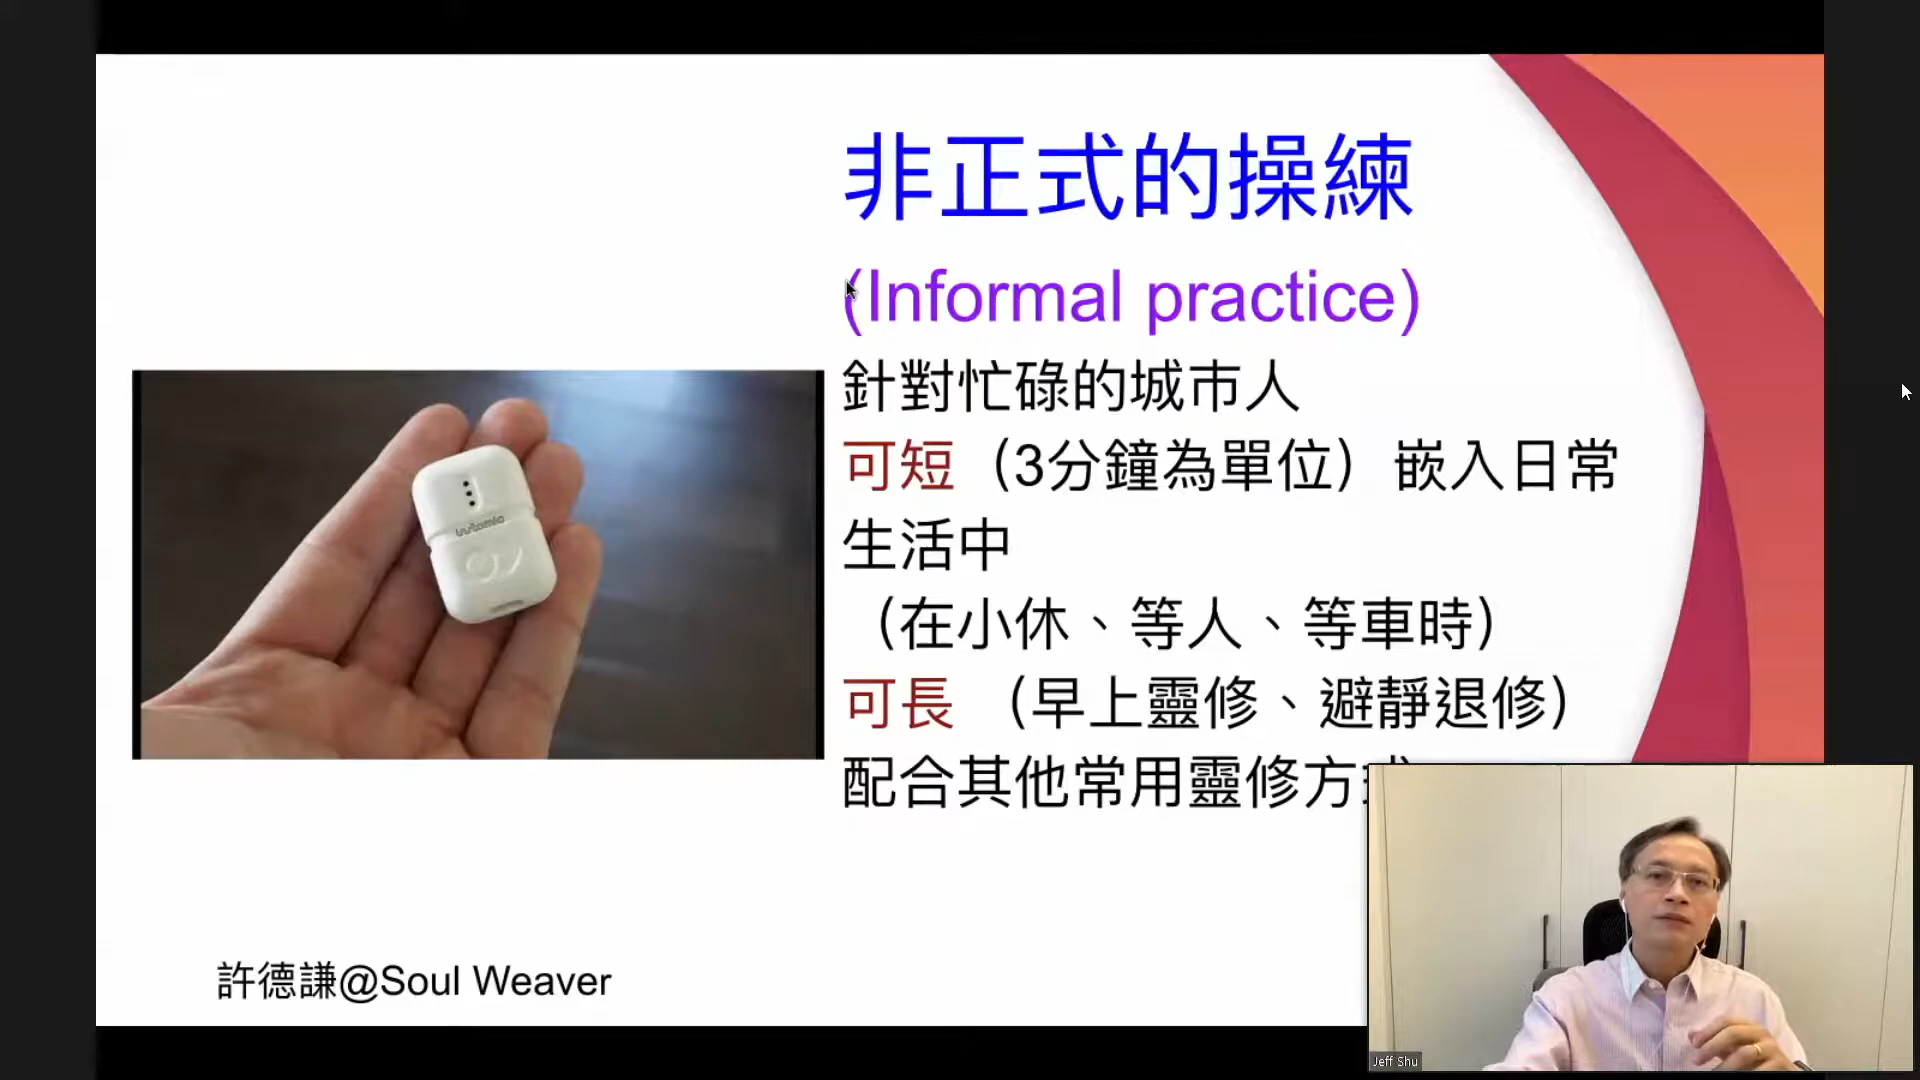 非正式的操練
(Informal practice)
針對忙碌的城市人
可短（3分鐘為單位）嵌入日常
生活中
（在小休、等人、等車時）
可長 （早上靈修、避靜退修）
配合其他常用靈修方式
instamic
許德謙@Soul Weaver
Jeff Shu